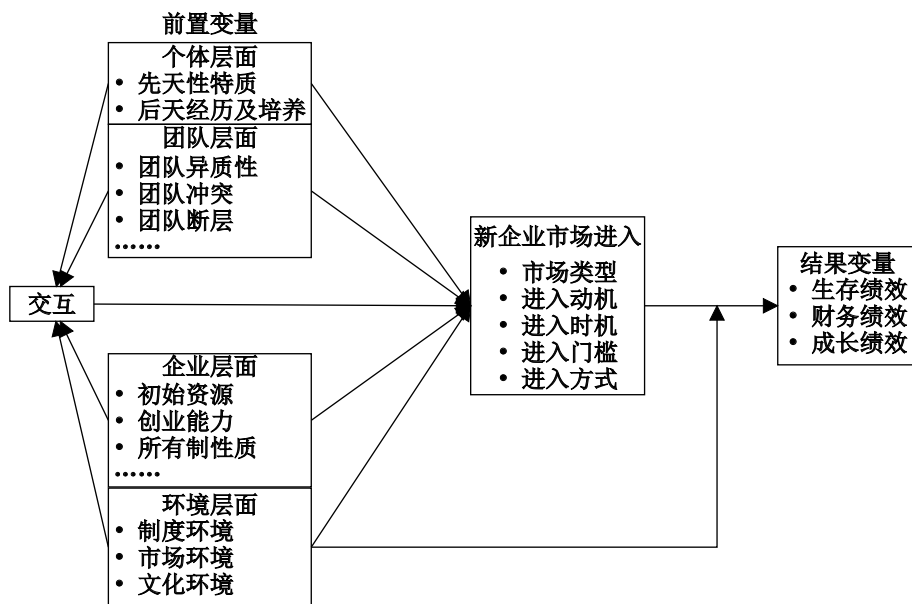 前置变量
个体层面
• 先天性特质
• 后天经历及培养
团队层面
• 团队异质性
• 团队冲突
• 团队断层
……
交互
企业层面
• 初始资源
• 创业能力
• 所有制性质
……
环境层面
• 制度环境
• 市场环境
• 文化环境
新企业市场进入
• 市场类型
• 进入动机
• 进入时机
• 进入门槛
• 进入方式
结果变量
• 生存绩效
• 财务绩效
• 成长绩效